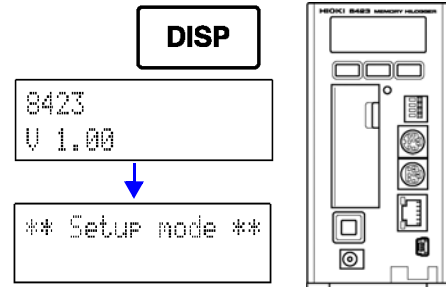 DISP
8423
V 1.00
** Setup mode **
HIOKI 8423 MEMORY HiLOGGER